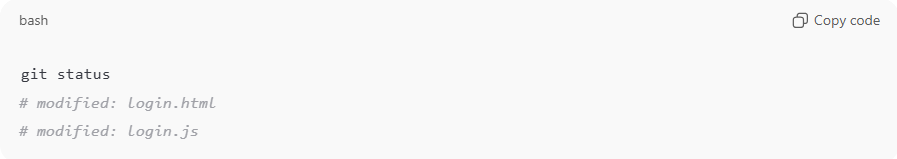 bash
Copy code
git status
# modified: login.html
# modified: login.js